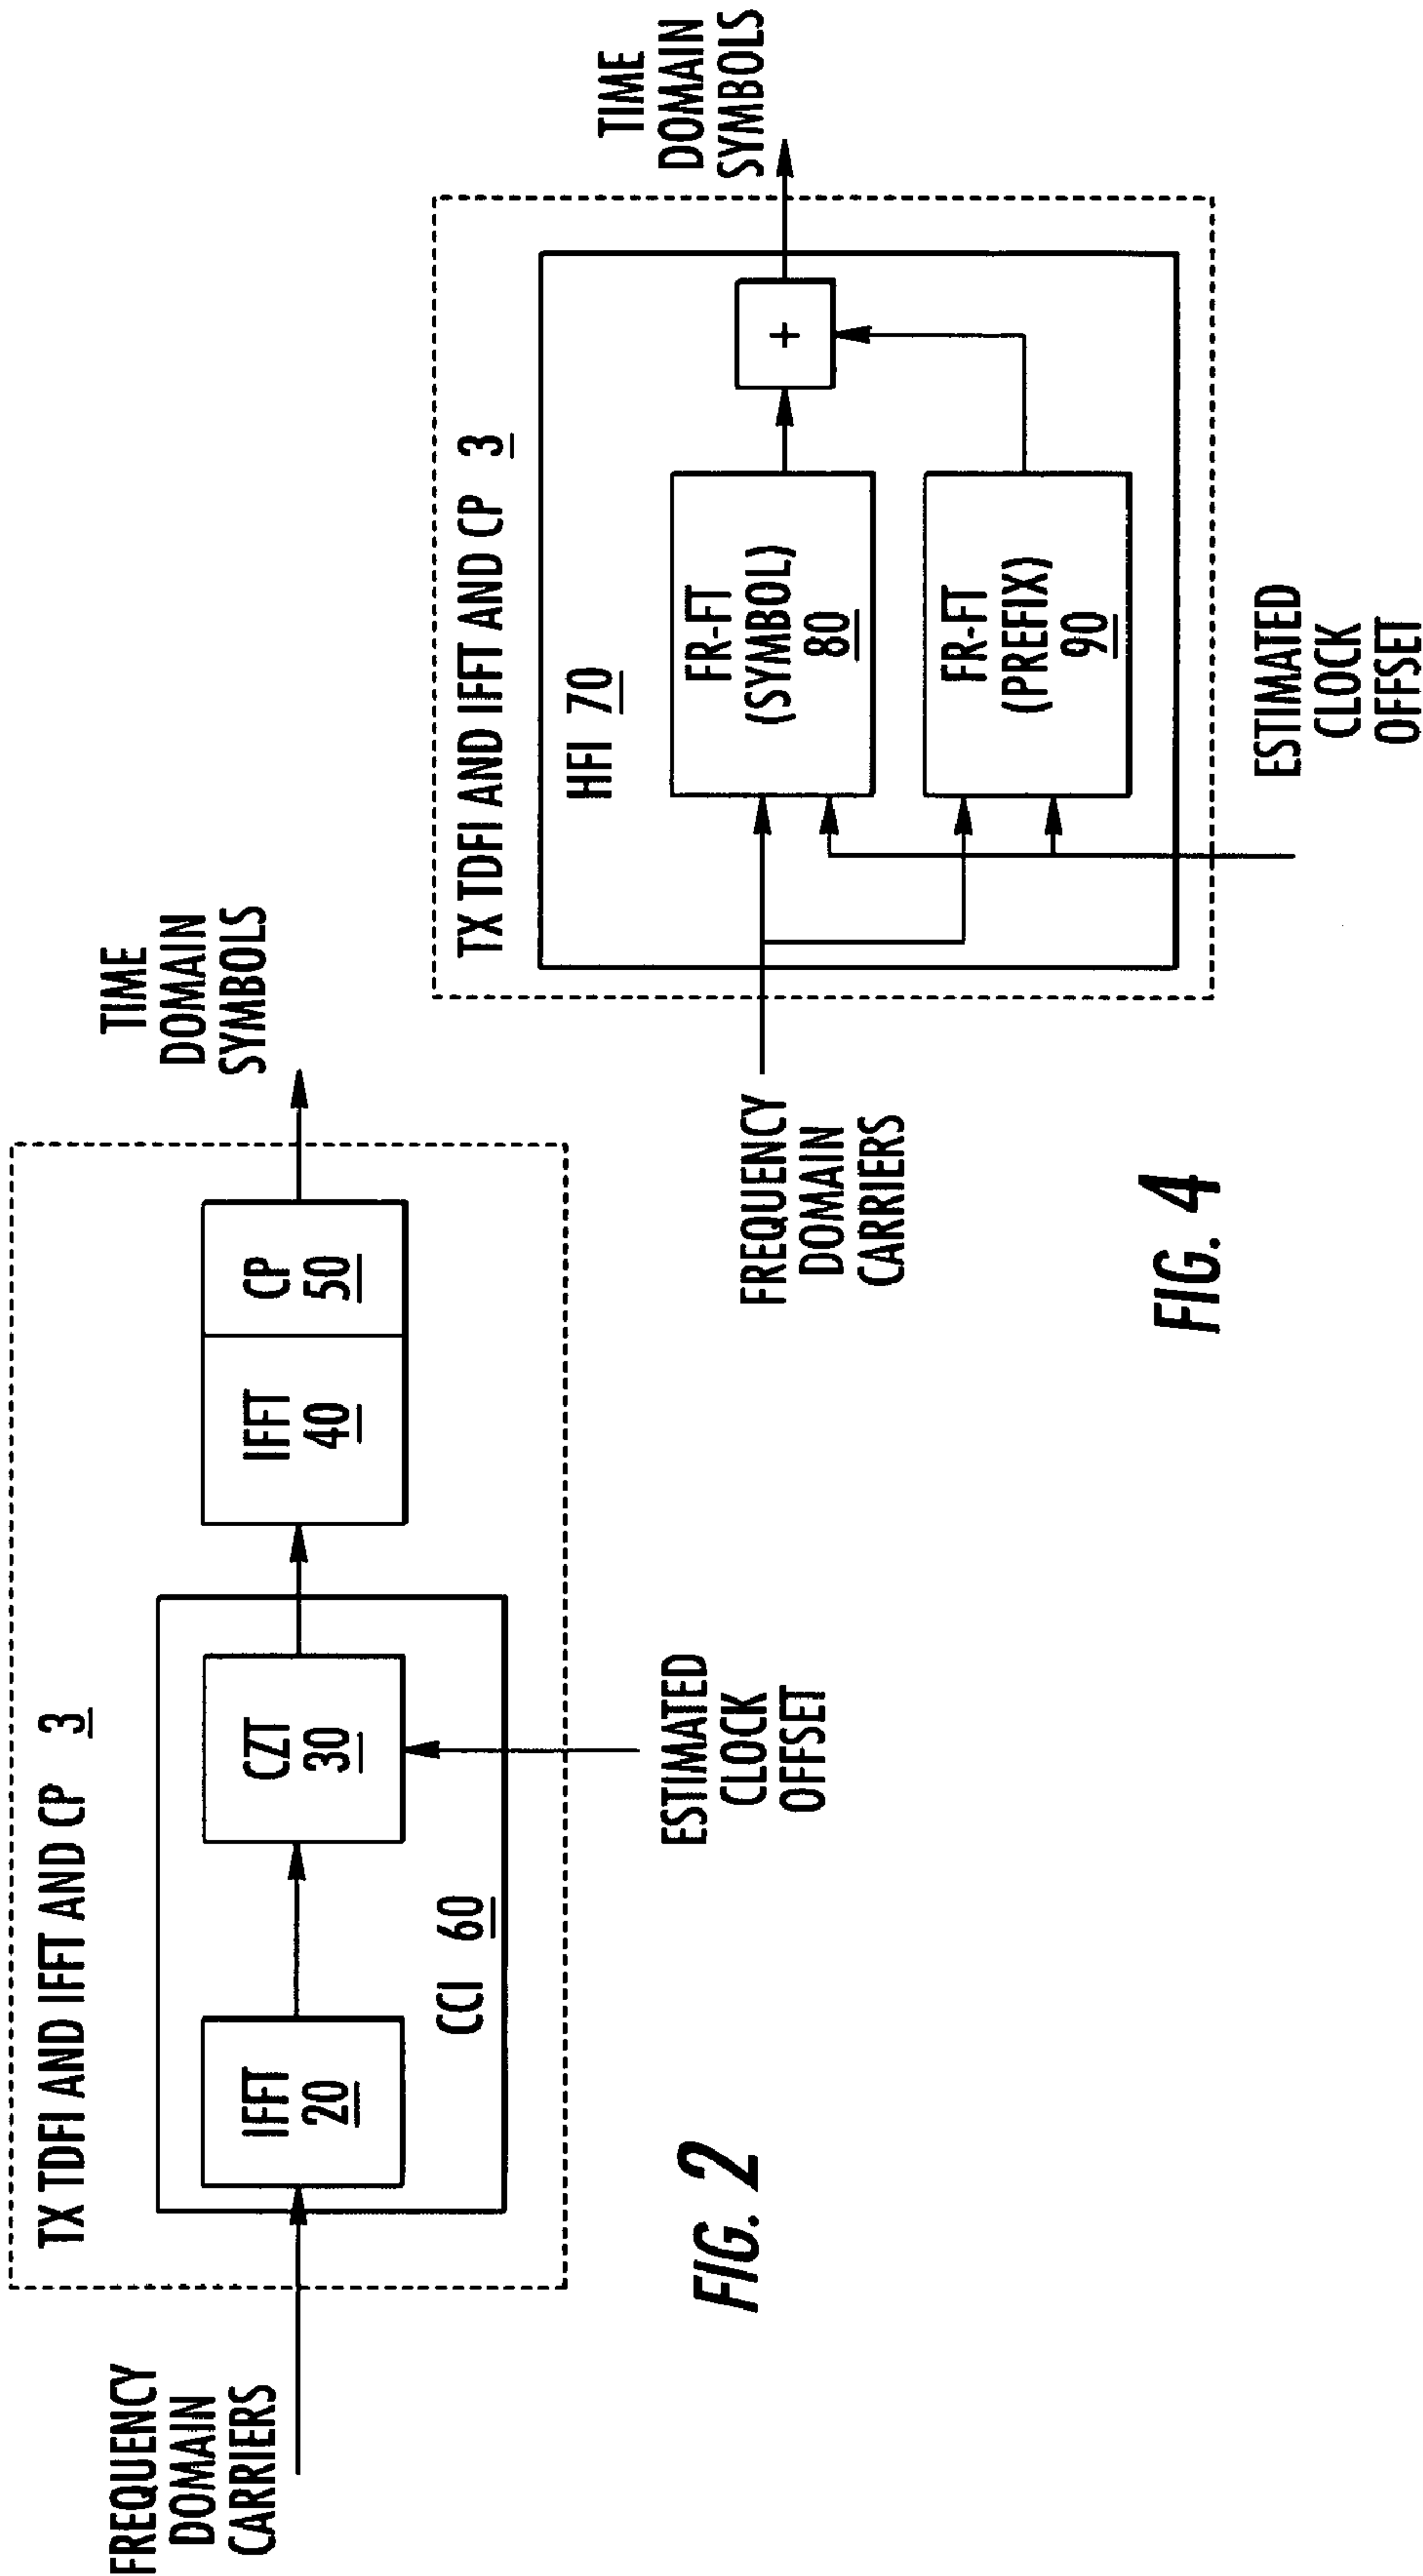 TX TDFI AND IFFT AND CP 3
FREQUENCY
DOMAIN
CARRIERS
IFFT
20
CZT
30
CCI 60
IFFT
40
CP
50
TIME
DOMAIN
SYMBOLS
ESTIMATED
CLOCK
OFFSET
FIG. 2
TX TDFI AND IFFT AND CP 3
HFI 70
FREQUENCY
DOMAIN
CARRIERS
FR-FT
(SYMBOL)
80
FR-FT
(PREFIX)
90
+
TIME
DOMAIN
SYMBOLS
ESTIMATED
CLOCK
OFFSET
FIG. 4